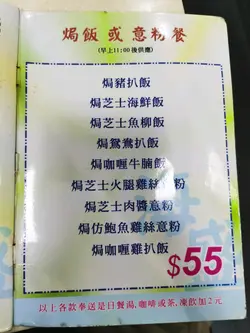 焗飯 或 意粉餐
(早上11:00後供應)
焗豬扒飯
焗芝士海鮮飯
焗芝士魚柳飯
焗鴛鴦扒飯
焗咖喱牛腩飯
焗芝士火腿雞絲意粉
焗芝士肉醬意粉
焗仿鮑魚雞絲意粉
焗咖喱雞扒飯
$55
以上各款奉送是日餐湯, 咖啡或茶, 凍飲加2元